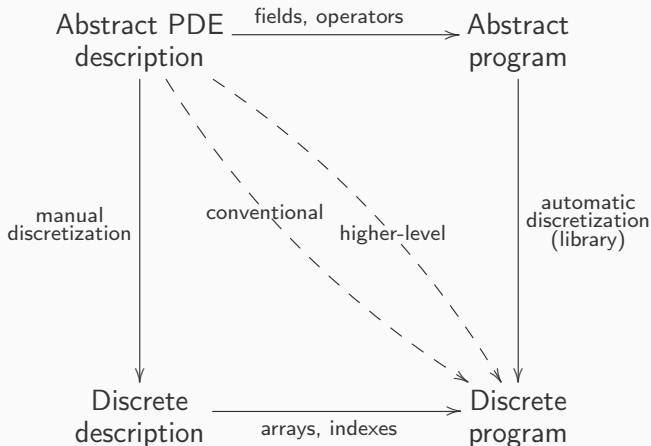 Abstract PDE
description
fields, operators
Abstract
program
manual
discretization
conventional
higher-level
automatic
discretization
(library)
Discrete
description
arrays, indexes
Discrete
program